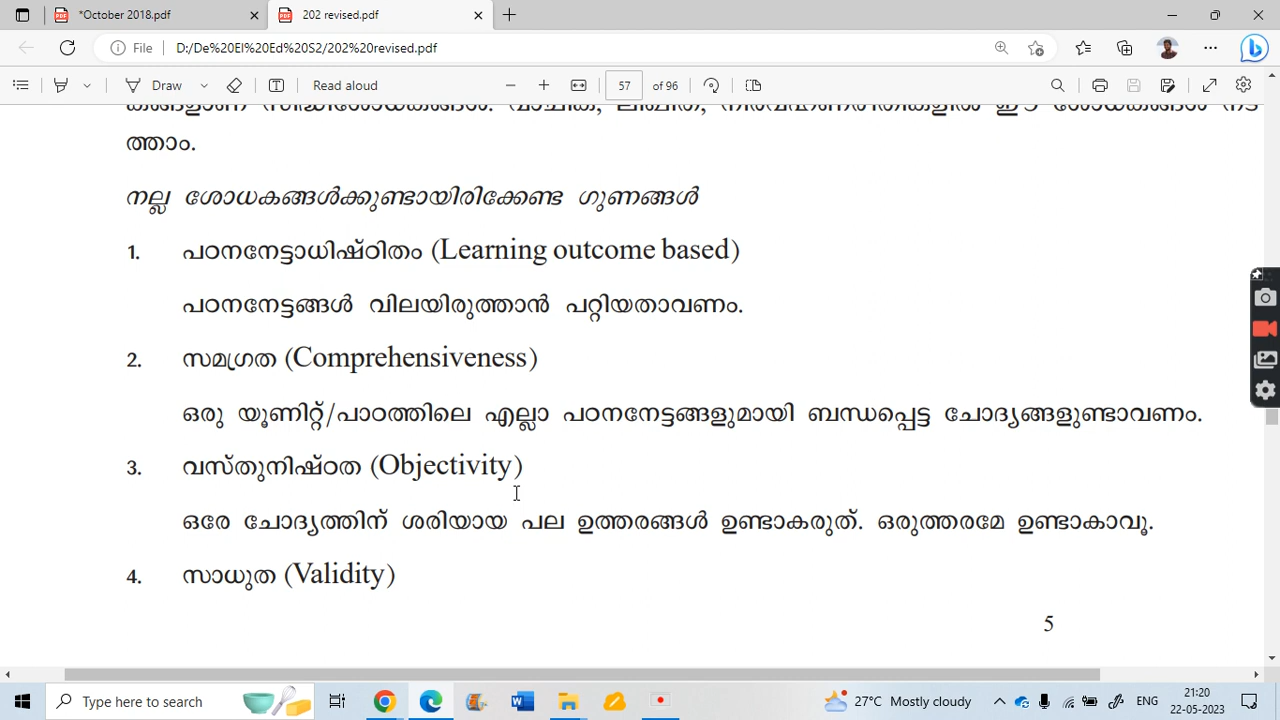 *October 2018.pdf
202 revised.pdf
File
D:/De%20El%20Ed%20S2/202%20revised.pdf
Draw
Read aloud
57 of 96
ത്താം.
നല്ല ശോധകങ്ങൾക്കുണ്ടായിരിക്കേണ്ട ഗുണങ്ങൾ
1. പഠനനേട്ടാധിഷ്ഠിതം (Learning outcome based)
പഠനനേട്ടങ്ങൾ വിലയിരുത്താൻ പറ്റിയതാവണം.
2. സമഗ്രത (Comprehensiveness)
ഒരു യൂണിറ്റ്/പാഠത്തിലെ എല്ലാ പഠനനേട്ടങ്ങളുമായി ബന്ധപ്പെട്ട ചോദ്യങ്ങളുണ്ടാവണം.
3. വസ്തുനിഷ്ഠത (Objectivity)
ഒരേ ചോദ്യത്തിന് ശരിയായ പല ഉത്തരങ്ങൾ ഉണ്ടാകരുത്. ഒരുത്തരമേ ഉണ്ടാകാവൂ.
4. സാധുത (Validity)
5
Type here to search
27°C Mostly cloudy
ENG
21:20
22-05-2023